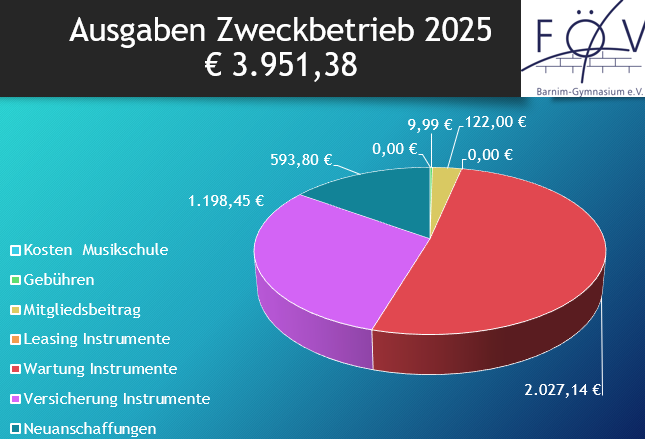 Ausgaben Zweckbetrieb 2025
€ 3.951,38
FÖV
Barnim-Gymnasium e.V.
9,99 €
122,00 €
0,00 €
0,00 €
593,80 €
1.198,45 €
Kosten Musikschule
Gebühren
Mitgliedsbeitrag
Leasing Instrumente
Wartung Instrumente
2.027,14 €
Versicherung Instrumente
Neuanschaffungen